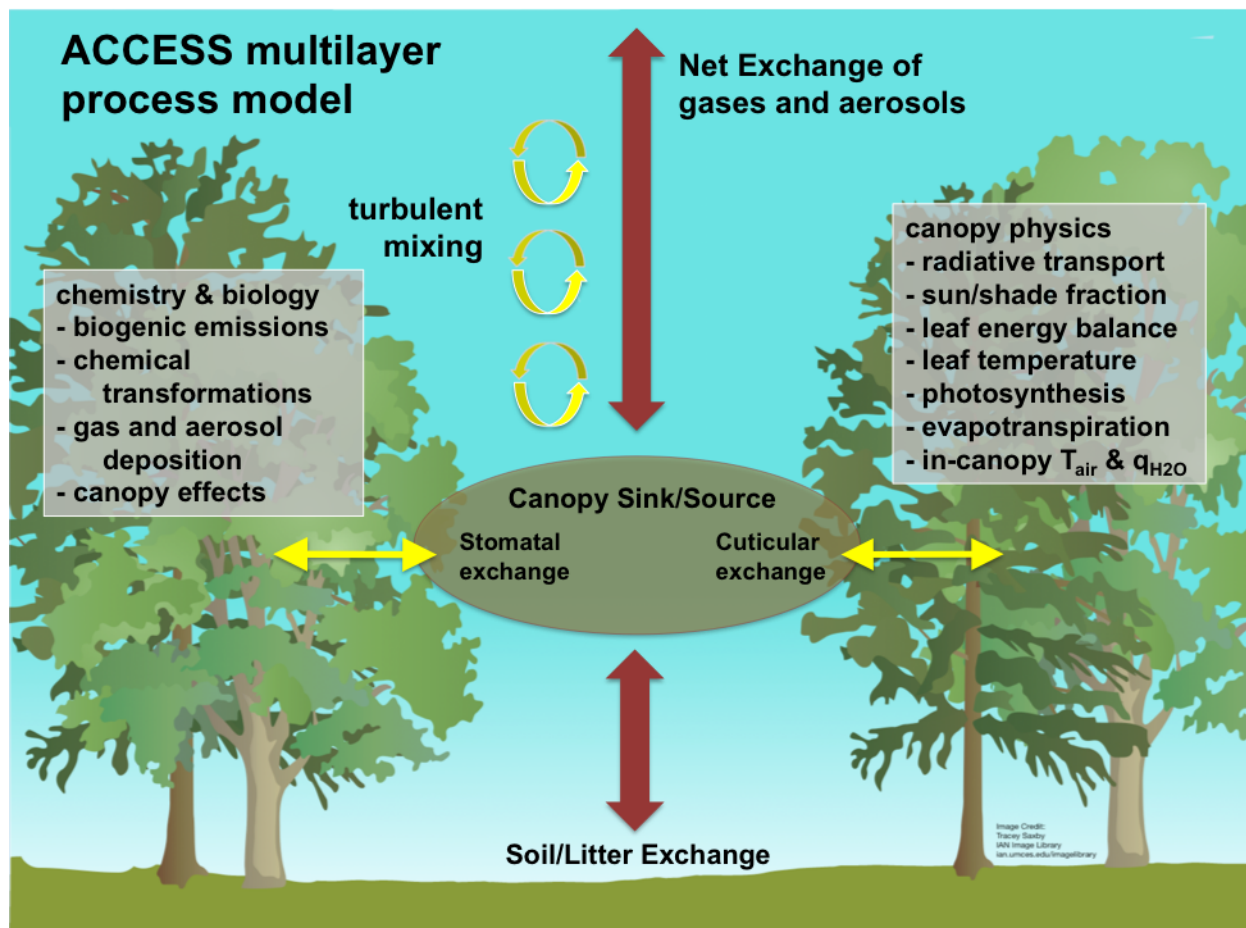 ACCESS multilayer
process model
Net Exchange of
gases and aerosols
turbulent
mixing
chemistry & biology
- biogenic emissions
- chemical
transformations
- gas and aerosol
deposition
- canopy effects
canopy physics
- radiative transport
- sun/shade fraction
- leaf energy balance
- leaf temperature
- photosynthesis
- evapotranspiration
- in-canopy Tair & qH2O
Canopy Sink/Source
Stomatal
exchange
Cuticular
exchange
Soil/Litter Exchange
Image Credit:
Tracey Saxby
IAN Image Library
ian.umces.edu/imagelibrary